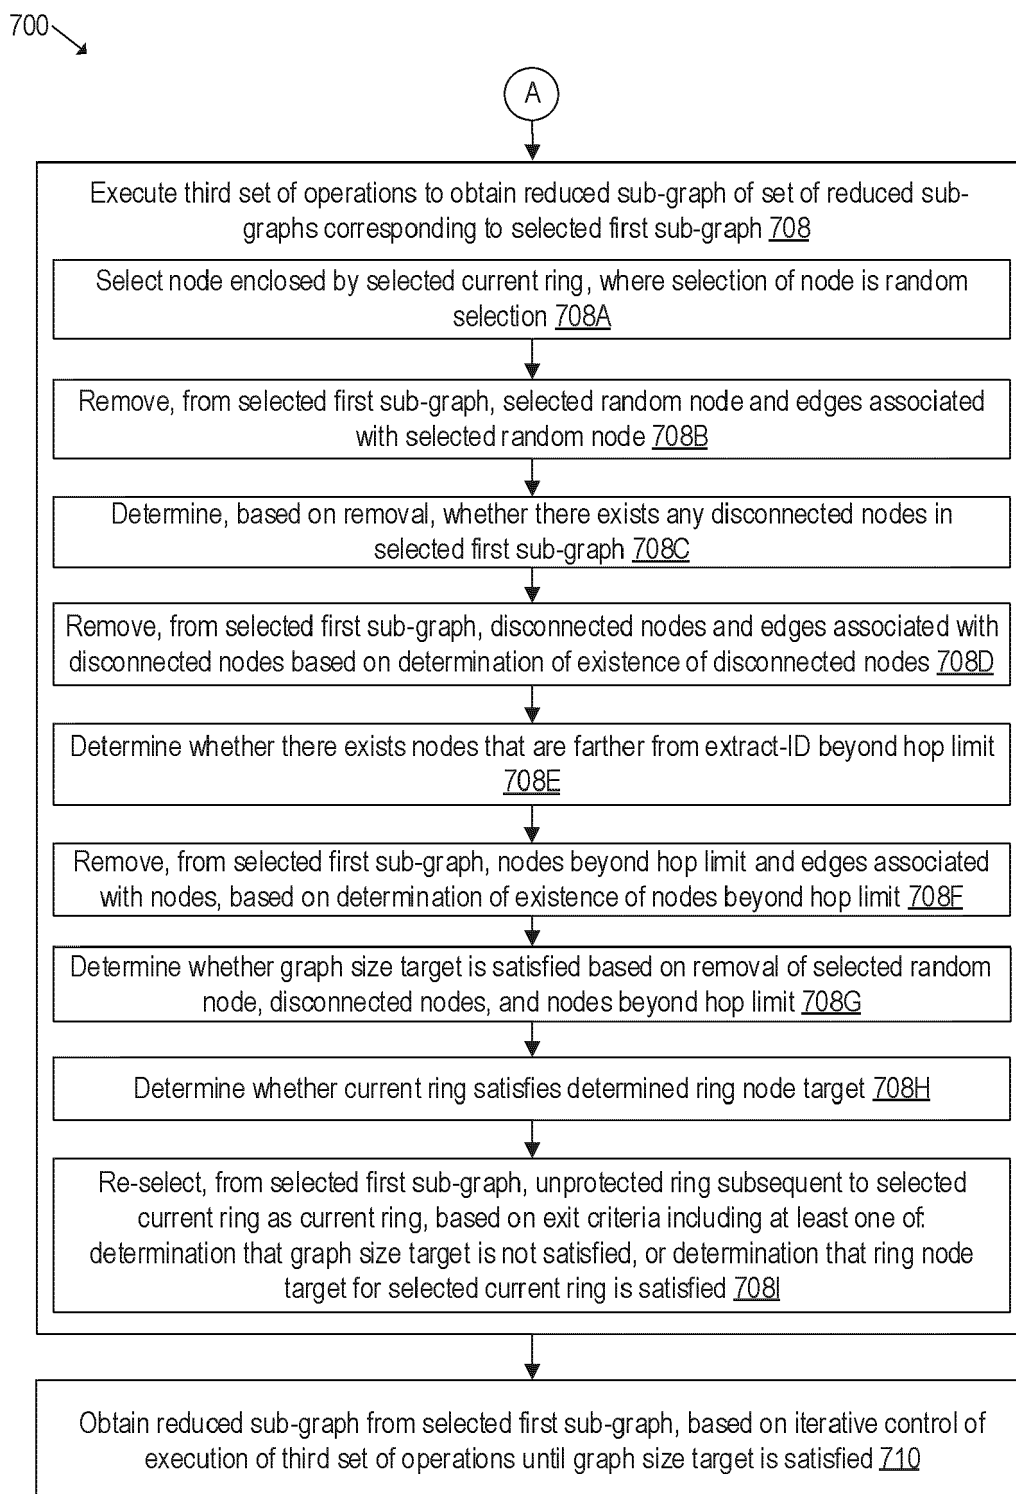 700
A
Execute third set of operations to obtain reduced sub-graph of set of reduced sub-
graphs corresponding to selected first sub-graph 708
Select node enclosed by selected current ring, where selection of node is random
selection 708A
Remove, from selected first sub-graph, selected random node and edges associated
with selected random node 708B
Determine, based on removal, whether there exists any disconnected nodes in
selected first sub-graph 708C
Remove, from selected first sub-graph, disconnected nodes and edges associated with
disconnected nodes based on determination of existence of disconnected nodes 708D
Determine whether there exists nodes that are farther from extract-ID beyond hop limit
708E
Remove, from selected first sub-graph, nodes beyond hop limit and edges associated
with nodes, based on determination of existence of nodes beyond hop limit 708F
Determine whether graph size target is satisfied based on removal of selected random
node, disconnected nodes, and nodes beyond hop limit 708G
Determine whether current ring satisfies determined ring node target 708H
Re-select, from selected first sub-graph, unprotected ring subsequent to selected
current ring as current ring, based on exit criteria including at least one of:
determination that graph size target is not satisfied, or determination that ring node
target for selected current ring is satisfied 708I
Obtain reduced sub-graph from selected first sub-graph, based on iterative control of
execution of third set of operations until graph size target is satisfied 710